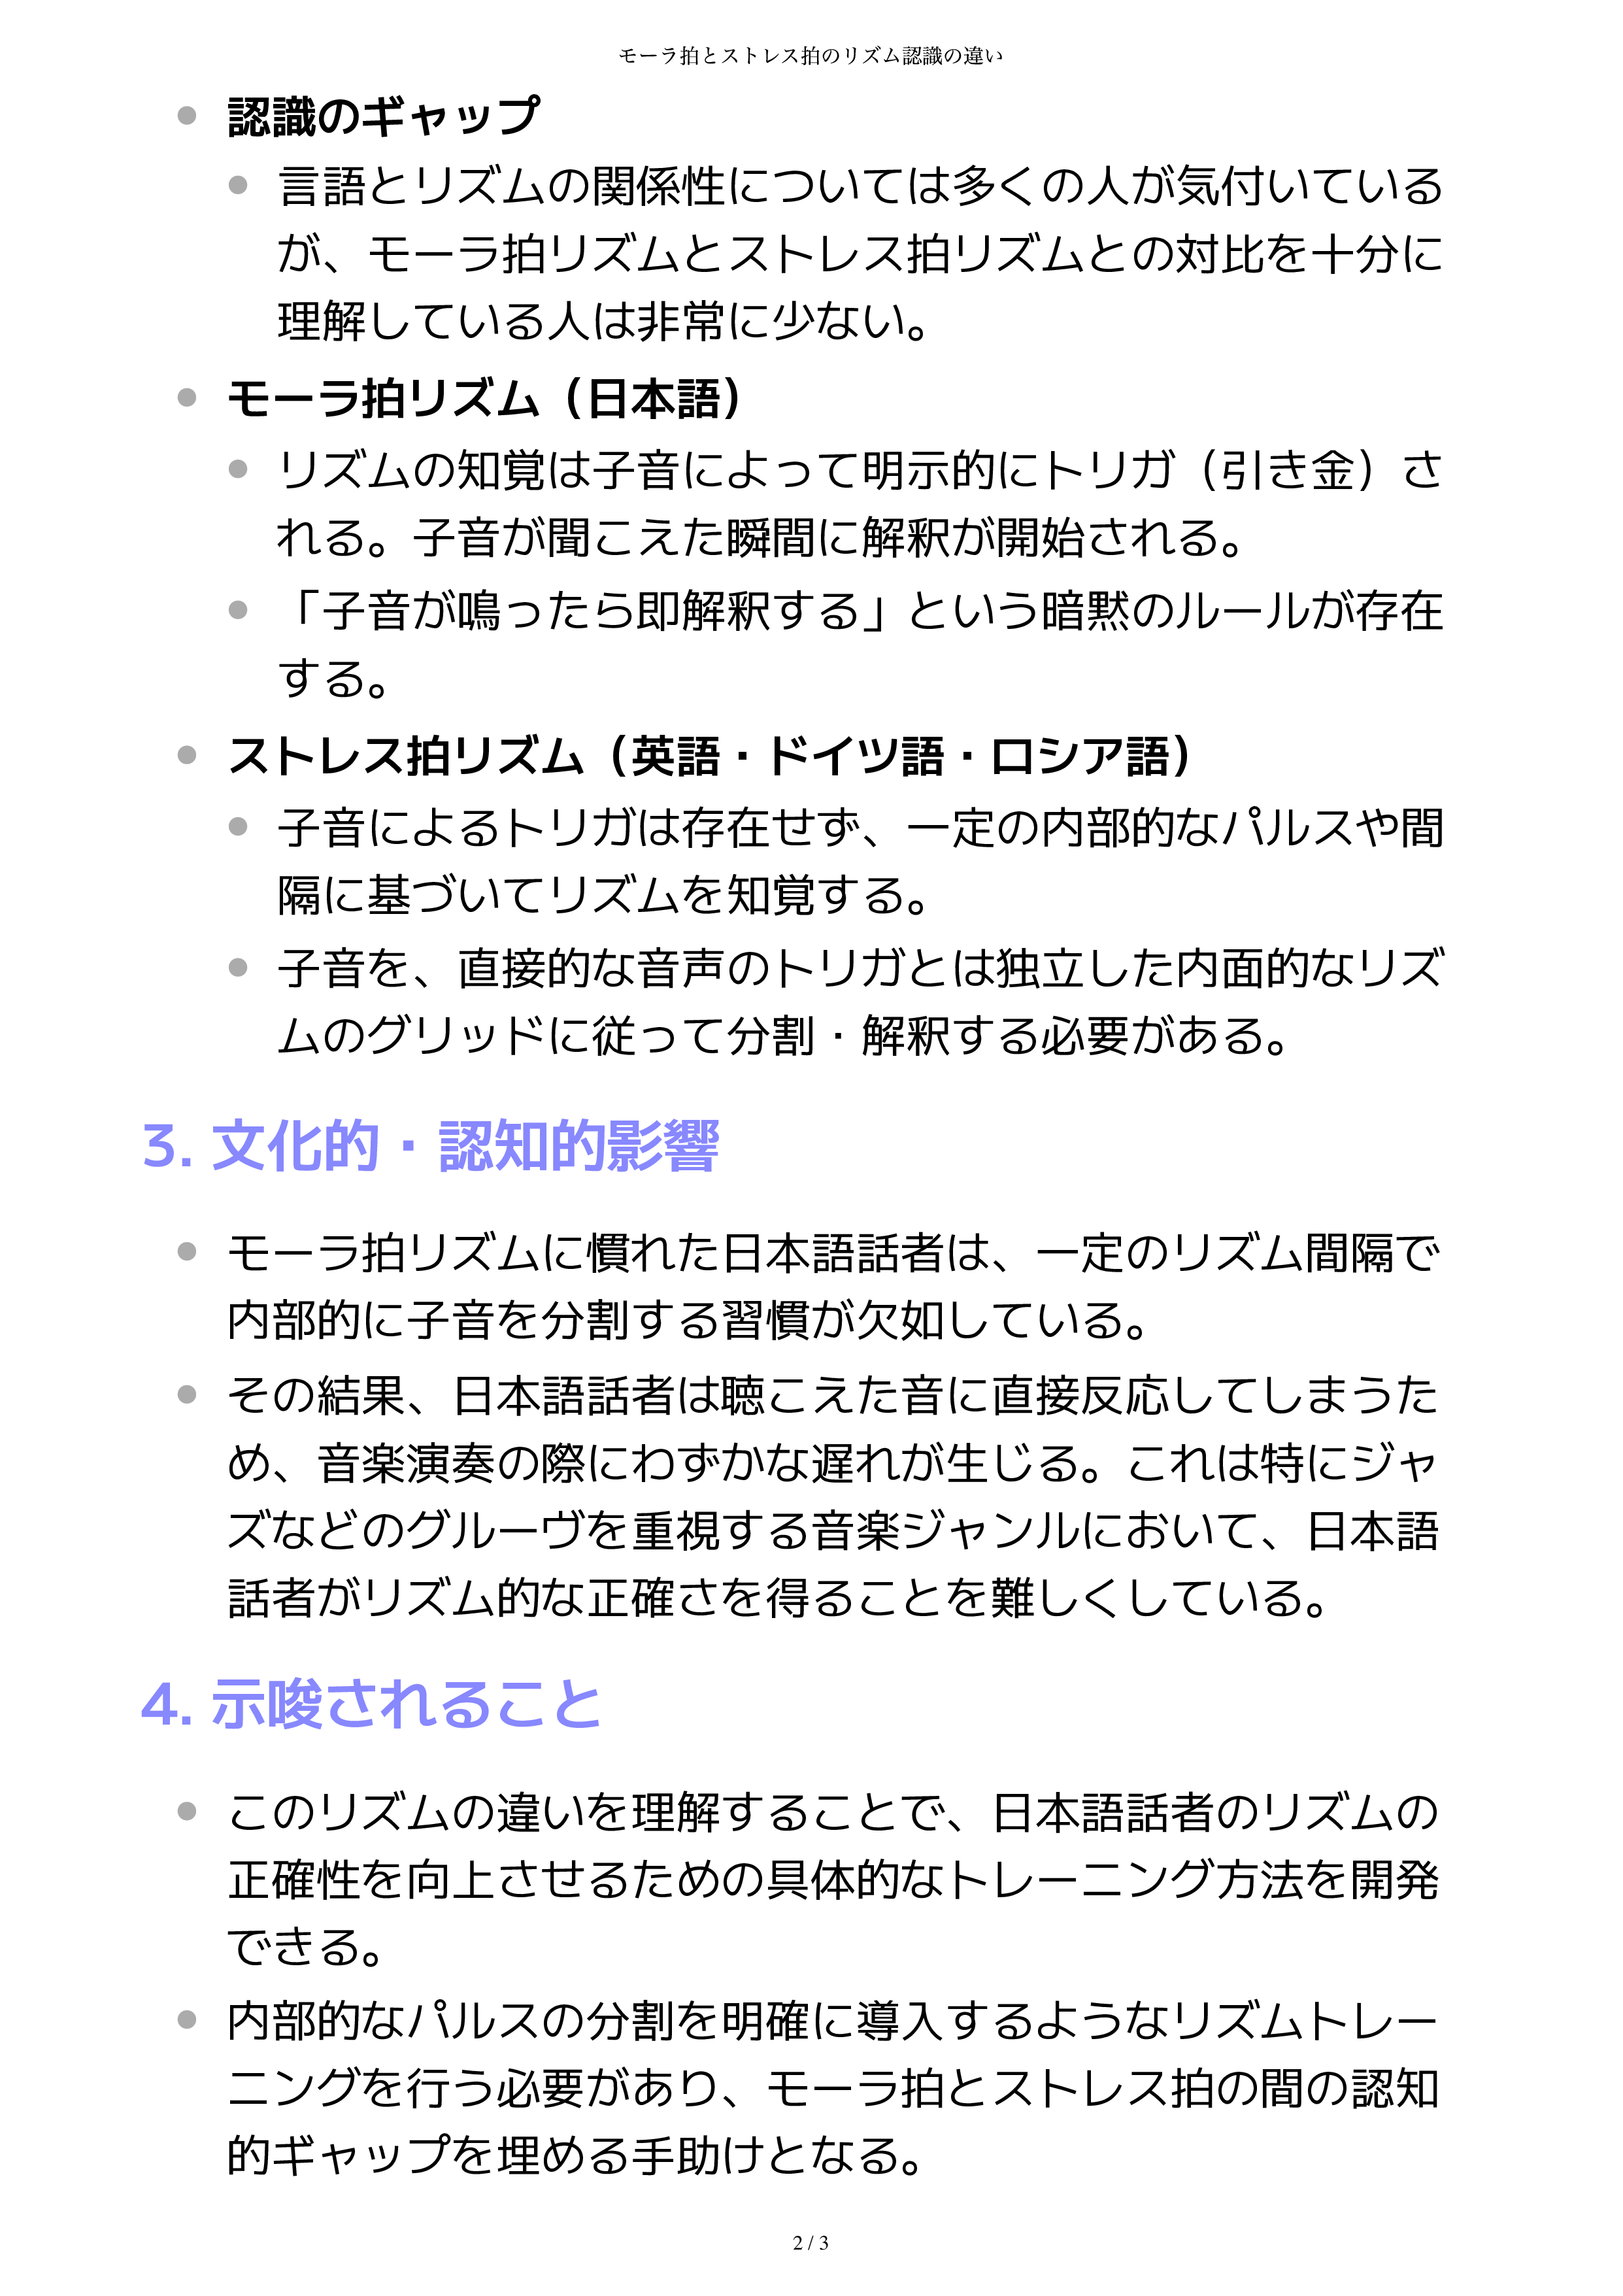 モーラ拍とストレス拍のリズム認識の違い
認識のギャップ
言語とリズムの関係性については多くの人が気付いている
が、モーラ拍リズムとストレス拍リズムとの対比を十分に
理解している人は非常に少ない。
モーラ拍リズム（日本語）
リズムの知覚は子音によって明示的にトリガ（引き金）さ
れる。子音が聞こえた瞬間に解釈が開始される。
「子音が鳴ったら即解釈する」という暗黙のルールが存在
する。
ストレス拍リズム（英語・ドイツ語・ロシア語）
子音によるトリガは存在せず、一定の内部的なパルスや間
隔に基づいてリズムを知覚する。
子音を、直接的な音声のトリガとは独立した内面的なリズ
ムのグリッドに従って分割・解釈する必要がある。
3. 文化的・認知的影響
モーラ拍リズムに慣れた日本語話者は、一定のリズム間隔で
内部的に子音を分割する習慣が欠如している。
その結果、日本語話者は聴こえた音に直接反応してしまうた
め、音楽演奏の際にわずかな遅れが生じる。これは特にジャ
ズなどのグルーヴを重視する音楽ジャンルにおいて、日本語
話者がリズム的な正確さを得ることを難しくしている。
4. 示唆されること
このリズムの違いを理解することで、日本語話者のリズムの
正確性を向上させるための具体的なトレーニング方法を開発
できる。
内部的なパルスの分割を明確に導入するようなリズムトレー
ニングを行う必要があり、モーラ拍とストレス拍の間の認知
的ギャップを埋める手助けとなる。
2 / 3